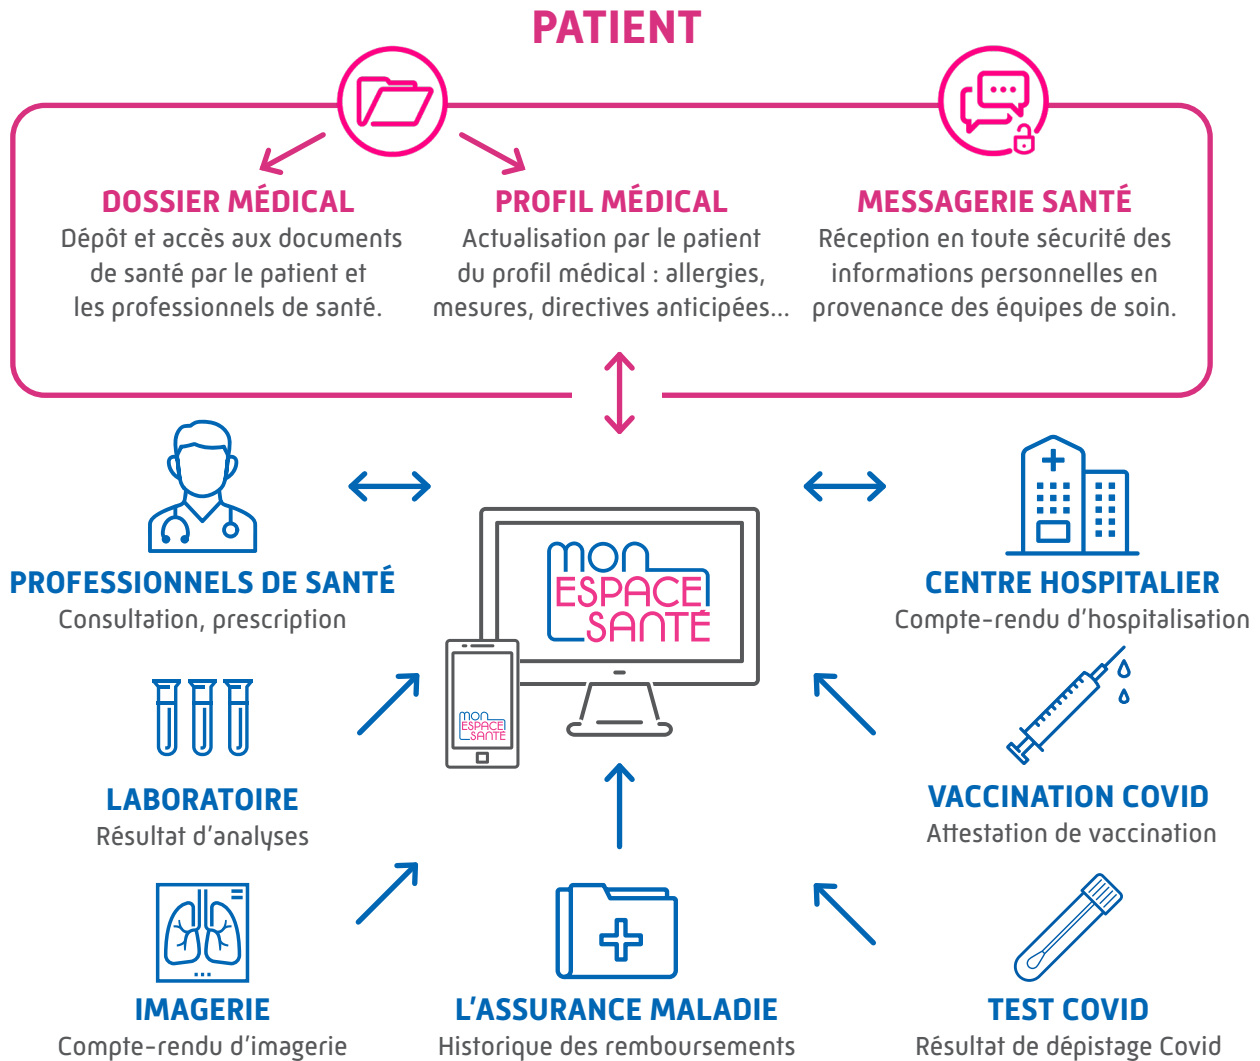 PATIENT
DOSSIER MÉDICAL
Dépôt et accès aux documents
de santé par le patient et
les professionnels de santé.
PROFIL MÉDICAL
Actualisation par le patient
du profil médical : allergies,
mesures, directives anticipées...
MESSAGERIE SANTÉ
Réception en toute sécurité des
informations personnelles en
provenance des équipes de soin.
PROFESSIONNELS DE SANTÉ
Consultation, prescription
mon
ESPACE
SANTÉ
CENTRE HOSPITALIER
Compte-rendu d'hospitalisation
mon
ESPACE
SANTÉ
LABORATOIRE
Résultat d'analyses
VACCINATION COVID
Attestation de vaccination
IMAGERIE
Compte-rendu d'imagerie
L'ASSURANCE MALADIE
Historique des remboursements
TEST COVID
Résultat de dépistage Covid